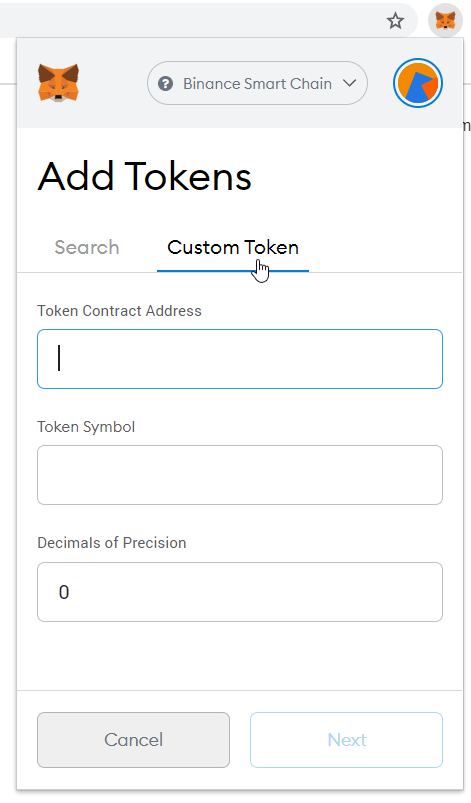 ? Binance Smart Chain
m
Add Tokens
Search Custom Token
Token Contract Address
Token Symbol
Decimals of Precision
0
Cancel Next